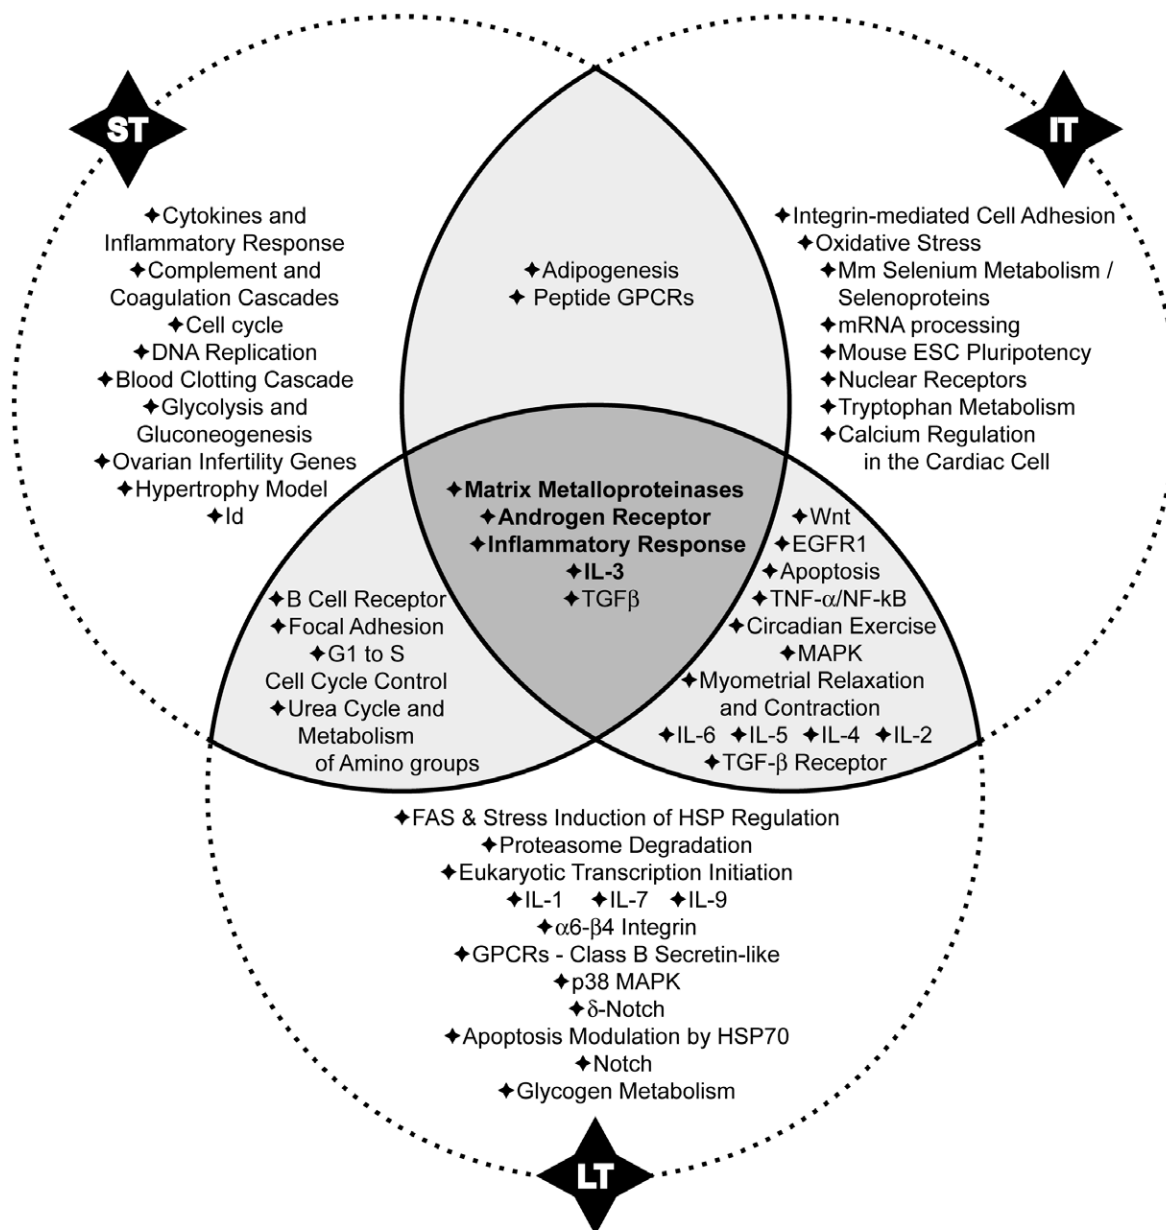 ST
IT
✦Cytokines and
Inflammatory Response
✦Complement and
Coagulation Cascades
✦Cell cycle
✦DNA Replication
✦Blood Clotting Cascade
✦Glycolysis and
Gluconeogenesis
✦Ovarian Infertility Genes
✦Hypertrophy Model
✦Id
✦Adipogenesis
✦ Peptide GPCRs
✦Integrin-mediated Cell Adhesion
✦Oxidative Stress
✦Mm Selenium Metabolism /
Selenoproteins
✦mRNA processing
✦Mouse ESC Pluripotency
✦Nuclear Receptors
✦Tryptophan Metabolism
✦Calcium Regulation
in the Cardiac Cell
✦Matrix Metalloproteinases
✦Androgen Receptor
✦Inflammatory Response
✦IL-3
✦TGFβ
✦B Cell Receptor
✦Focal Adhesion
✦G1 to S
Cell Cycle Control
✦Urea Cycle and
Metabolism
of Amino groups
✦Wnt
✦EGFR1
✦Apoptosis
✦TNF-α/NF-kB
✦Circadian Exercise
✦MAPK
✦Myometrial Relaxation
and Contraction
✦IL-6 ✦IL-5 ✦IL-4 ✦IL-2
✦TGF-β Receptor
✦FAS & Stress Induction of HSP Regulation
✦Proteasome Degradation
✦Eukaryotic Transcription Initiation
✦IL-1 ✦IL-7 ✦IL-9
✦α6-β4 Integrin
✦GPCRs - Class B Secretin-like
✦p38 MAPK
✦δ-Notch
✦Apoptosis Modulation by HSP70
✦Notch
✦Glycogen Metabolism
LT